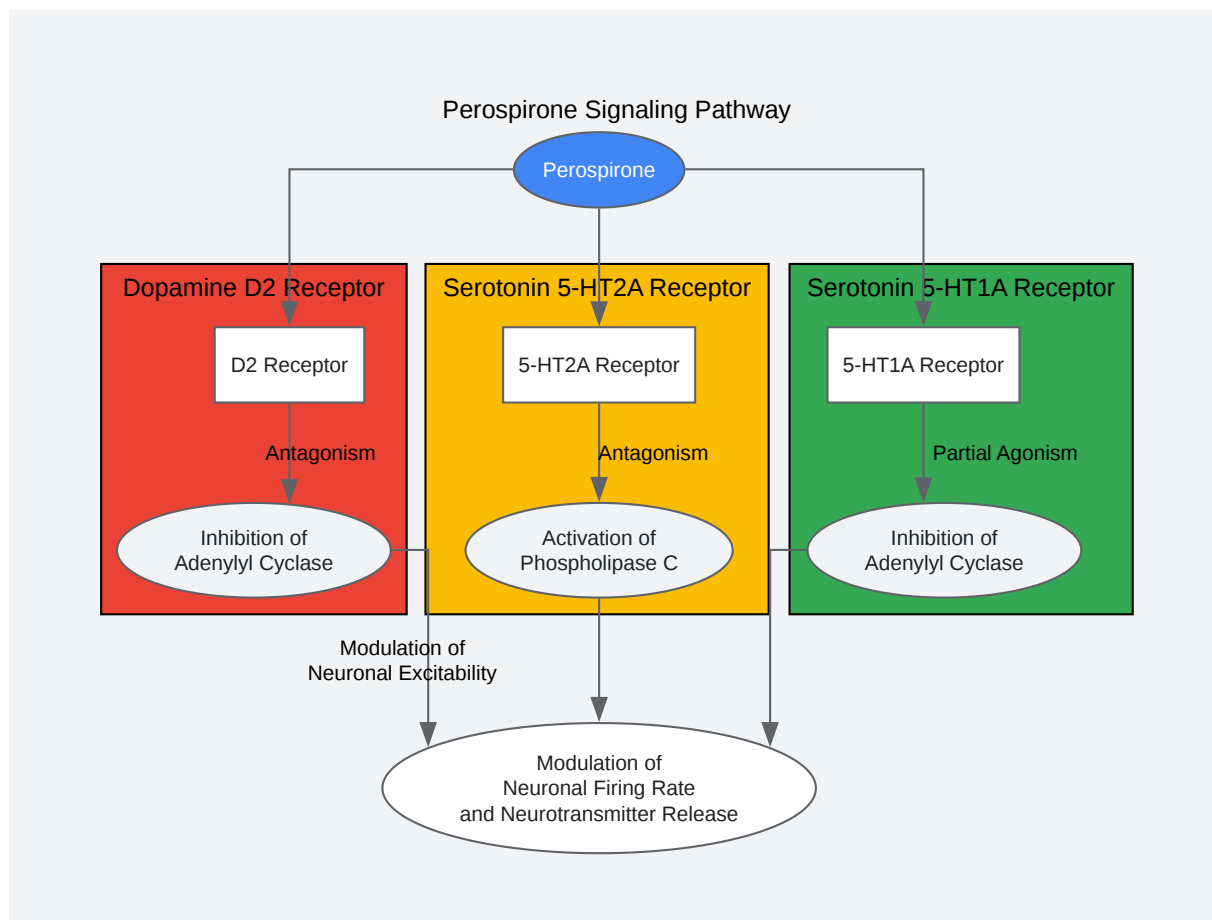 Perospirone Signaling Pathway
Perospirone
Dopamine D2 Receptor
Serotonin 5-HT2A Receptor
Serotonin 5-HT1A Receptor
D2 Receptor
5-HT2A Receptor
5-HT1A Receptor
Antagonism
Antagonism
Partial Agonism
Inhibition of
Adenylyl Cyclase
Activation of
Phospholipase C
Inhibition of
Adenylyl Cyclase
Modulation of
Neuronal Excitability
Modulation of
Neuronal Firing Rate
and Neurotransmitter Release